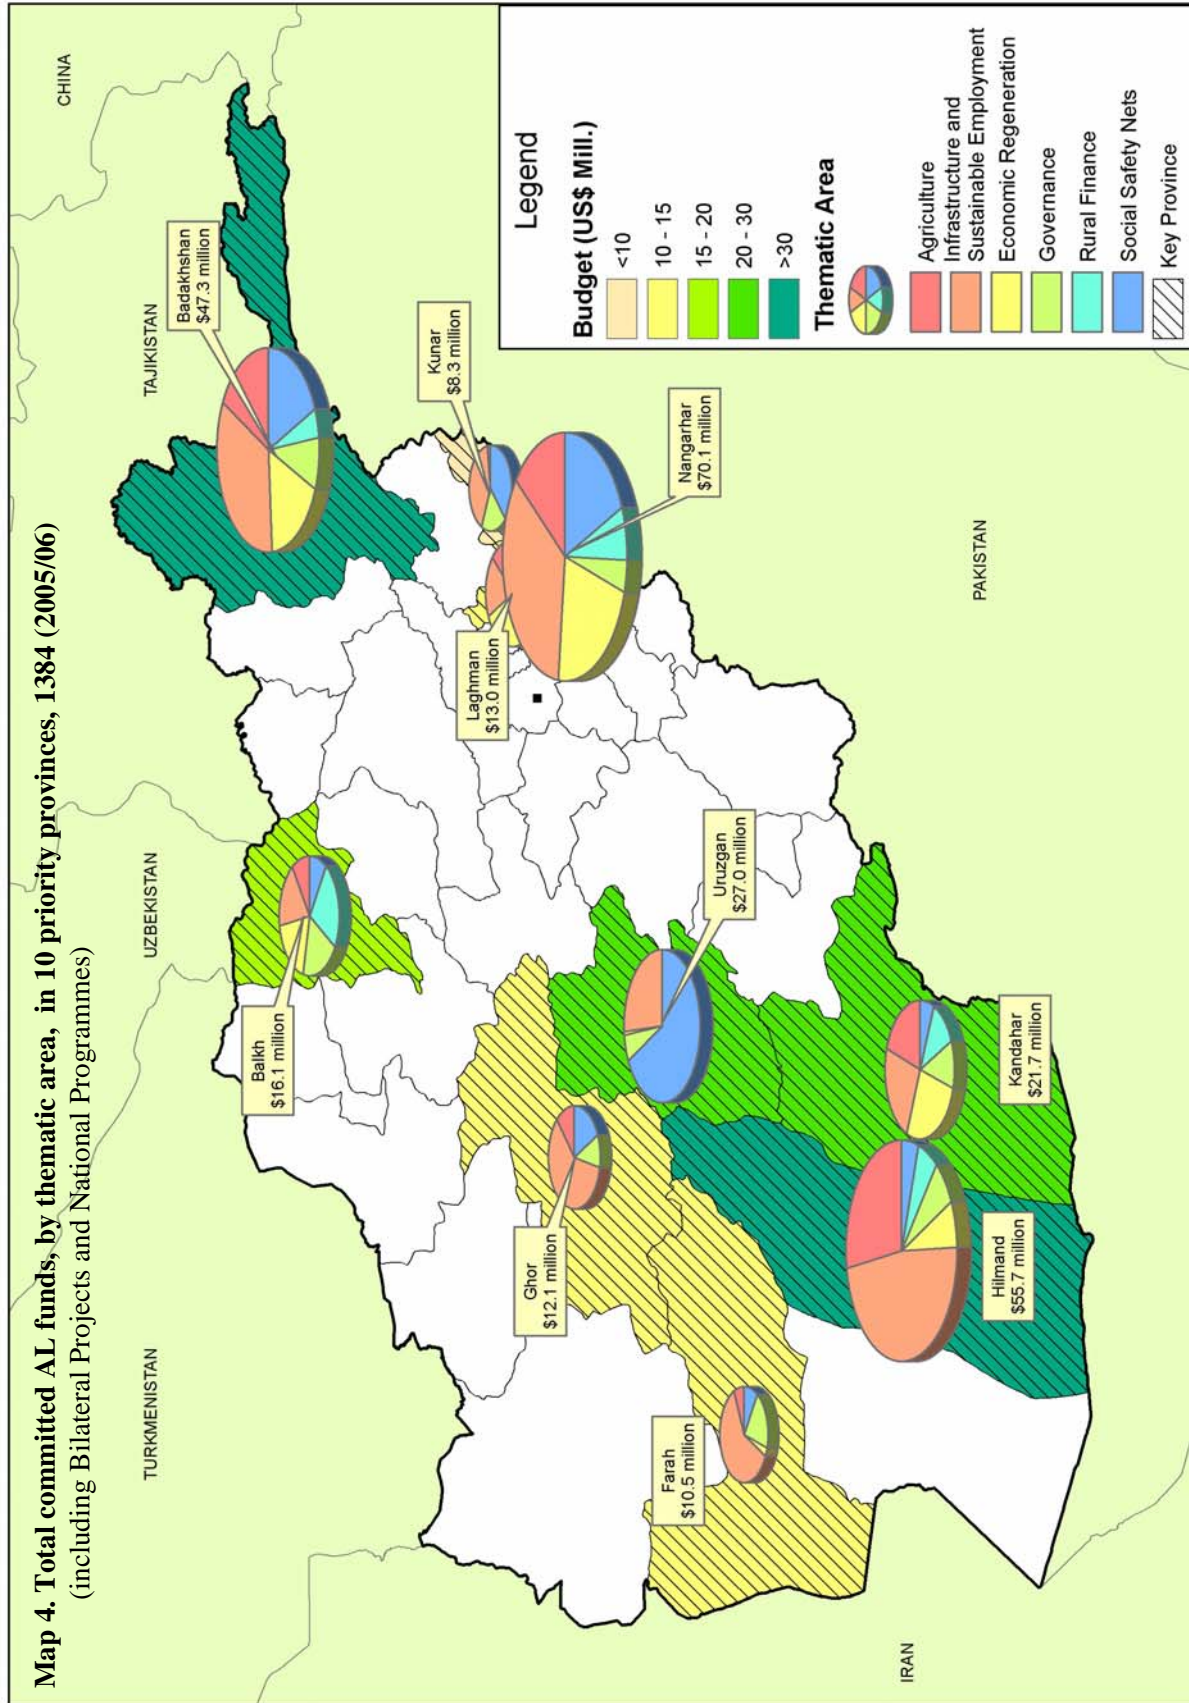 Map 4. Total committed AL funds, by thematic area, in 10 priority provinces, 1384 (2005/06)
(including Bilateral Projects and National Programmes)
CHINA
TAJIKISTAN
UZBEKISTAN
TURKMENISTAN
IRAN
PAKISTAN
Badakhshan
$47.3 million
Kunar
$8.3 million
Nangarhar
$70.1 million
Laghman
$13.0 million
Balkh
$16.1 million
Uruzgan
$27.0 million
Ghor
$12.1 million
Kandahar
$21.7 million
Hilmand
$55.7 million
Farah
$10.5 million
Legend
Budget (US$ Mill.)
<10
10 - 15
15 - 20
20 - 30
>30
Thematic Area
Agriculture
Infrastructure and
Sustainable Employment
Economic Regeneration
Governance
Rural Finance
Social Safety Nets
Key Province